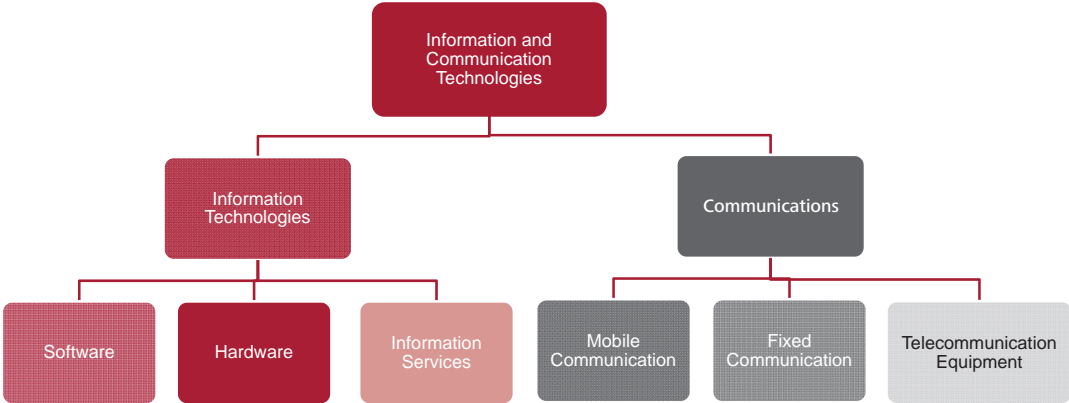 Information and
Communication
Technologies
Information
Technologies
Communications
Software
Hardware
Information
Services
Mobile
Communication
Fixed
Communication
Telecommunication
Equipment